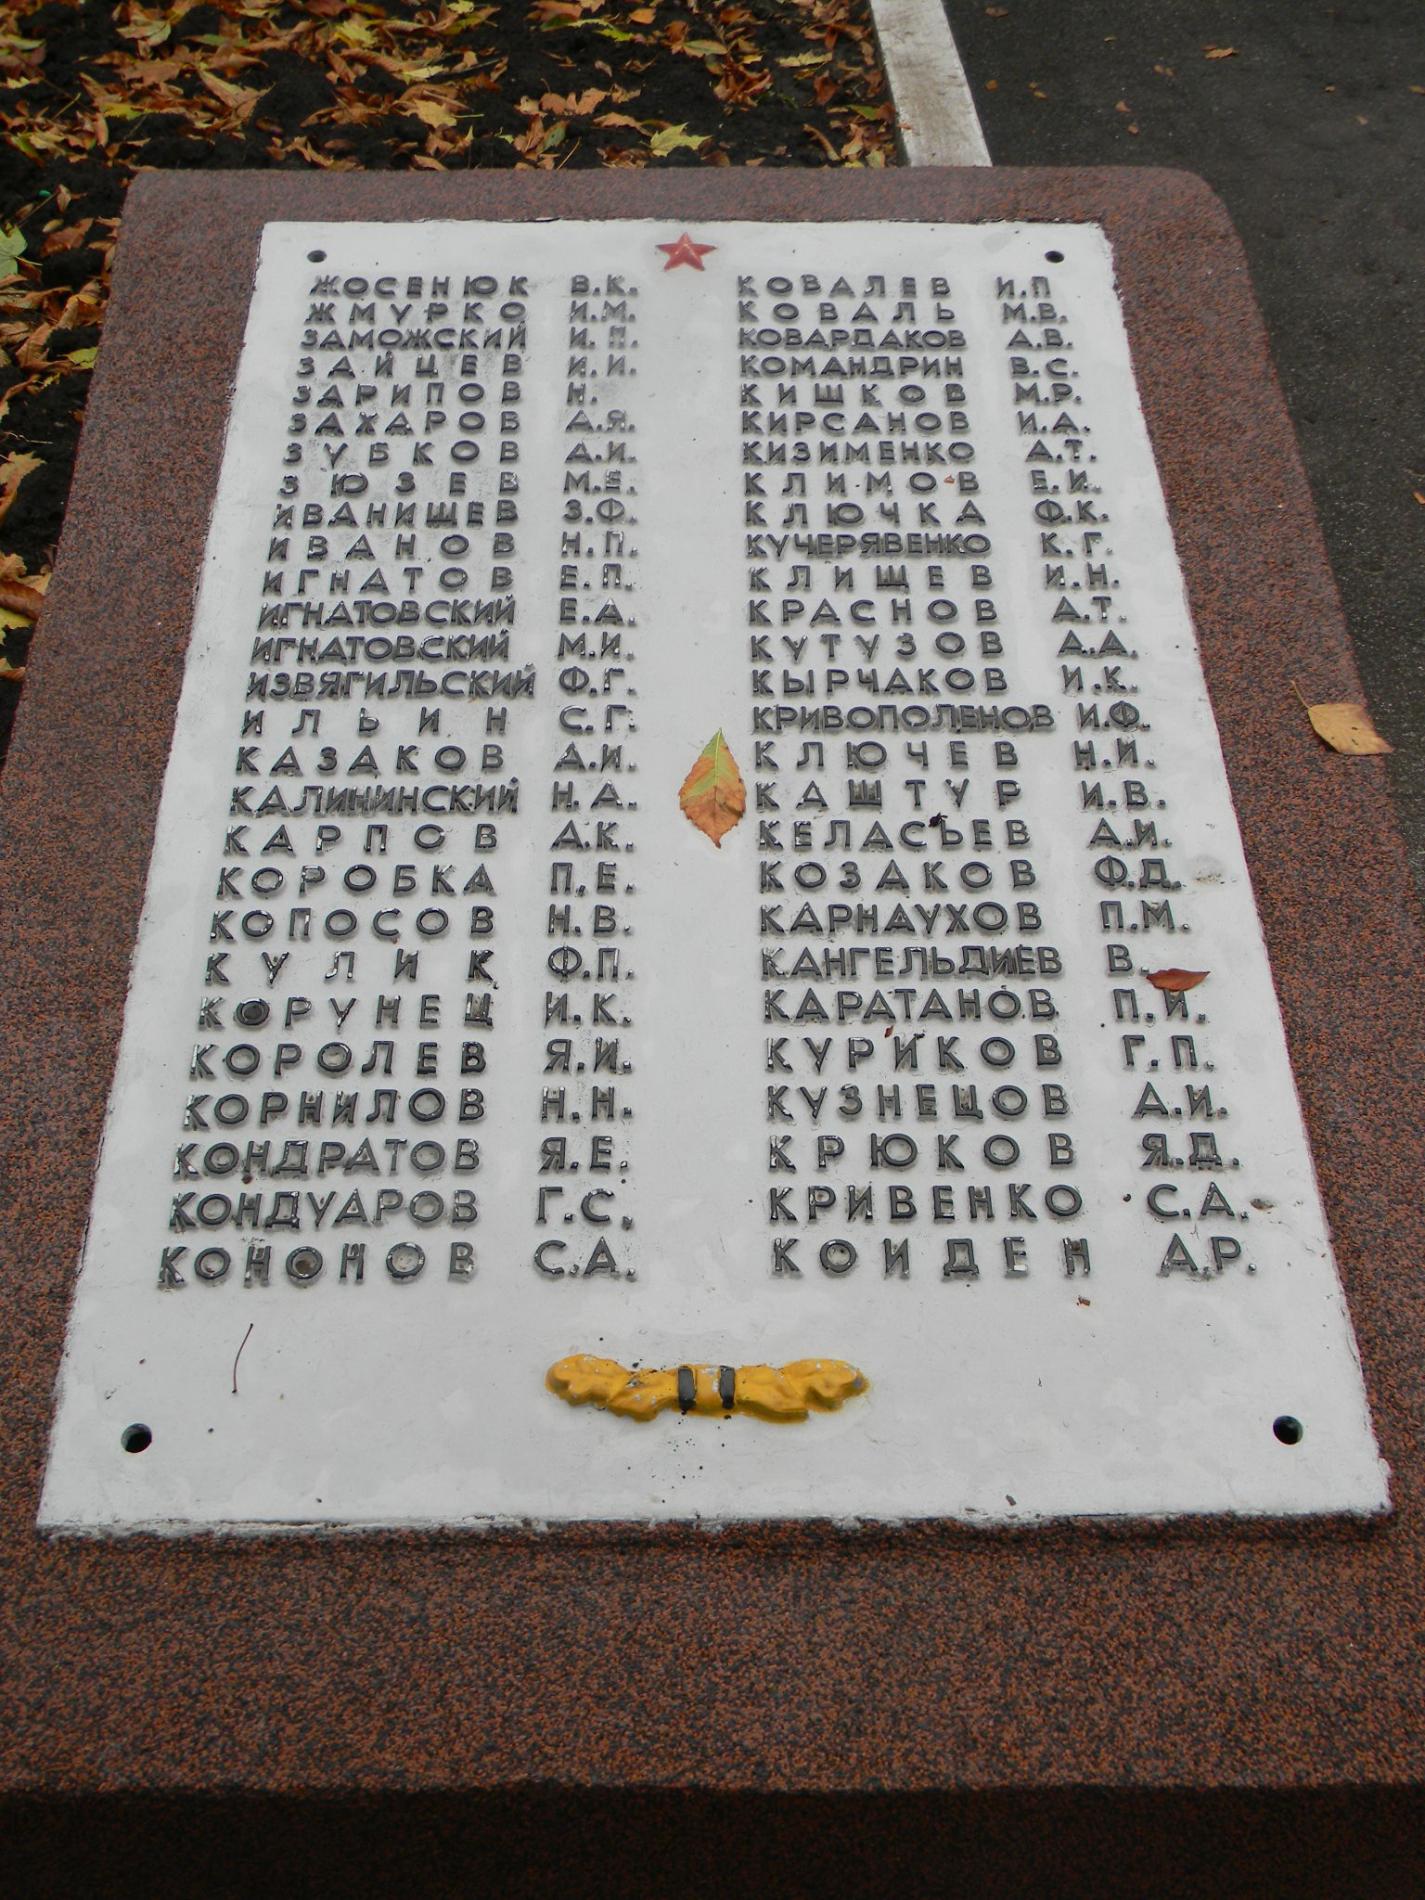 ЖОСЕНЮК В.К.
ЖМУРКО И.М.
ЗАМОЖСКИЙ И.П.
ЗАЙЦЕВ И.И.
ЗАРИПОВ Н.
ЗАХАРОВ А.Я.
ЗУБКОВ А.И.
ЗЮЗЕВ М.Е.
ИВАНИЩЕВ З.Ф.
ИВАНОВ Н.П.
ИГНАТОВ Е.П.
ИГНАТОВСКИЙ Е.А.
ИГНАТОВСКИЙ М.И.
ИЗВЯГИЛЬСКИЙ Ф.Г.
ИЛЬИН С.Г.
КАЗАКОВ А.И.
КАЛИНИНСКИЙ Н.А.
КАРПОВ А.К.
КОРОБКА П.Е.
КОПОСОВ Н.В.
КУЛИК Ф.П.
КОРУНЕЦ И.К.
КОРОЛЕВ Я.И.
КОРНИЛОВ Н.Н.
КОНДРАТОВ Я.Е.
КОНДУАРОВ Г.С.
КОНОНОВ С.А.
КОВАЛЕВ И.П
КОВАЛЬ М.В.
КОВАРДАКОВ А.В.
КОМАНДРИН В.С.
КИШКОВ М.Р.
КИРСАНОВ И.А.
КИЗИМЕНКО А.Т.
КЛИМОВ Е.И.
КЛЮЧКА Ф.К.
КУЧЕРЯВЕНКО К.Г.
КЛИЩЕВ И.Н.
КРАСНОВ А.Т.
КУТУЗОВ А.А.
КЫРЧАКОВ И.К.
КРИВОПОЛЕНОВ И.Ф.
КЛЮЧЕВ Н.И.
КАШТУР И.В.
КЕЛАСЬЕВ А.И.
КОЗАКОВ Ф.Д.
КАРНАУХОВ П.М.
КАНГЕЛЬДИЕВ В.
КАРАТАНОВ П.И.
КУРИКОВ Г.П.
КУЗНЕЦОВ А.И.
КРЮКОВ Я.Д.
КРИВЕНКО С.А.
КОИДЕН А.Р.